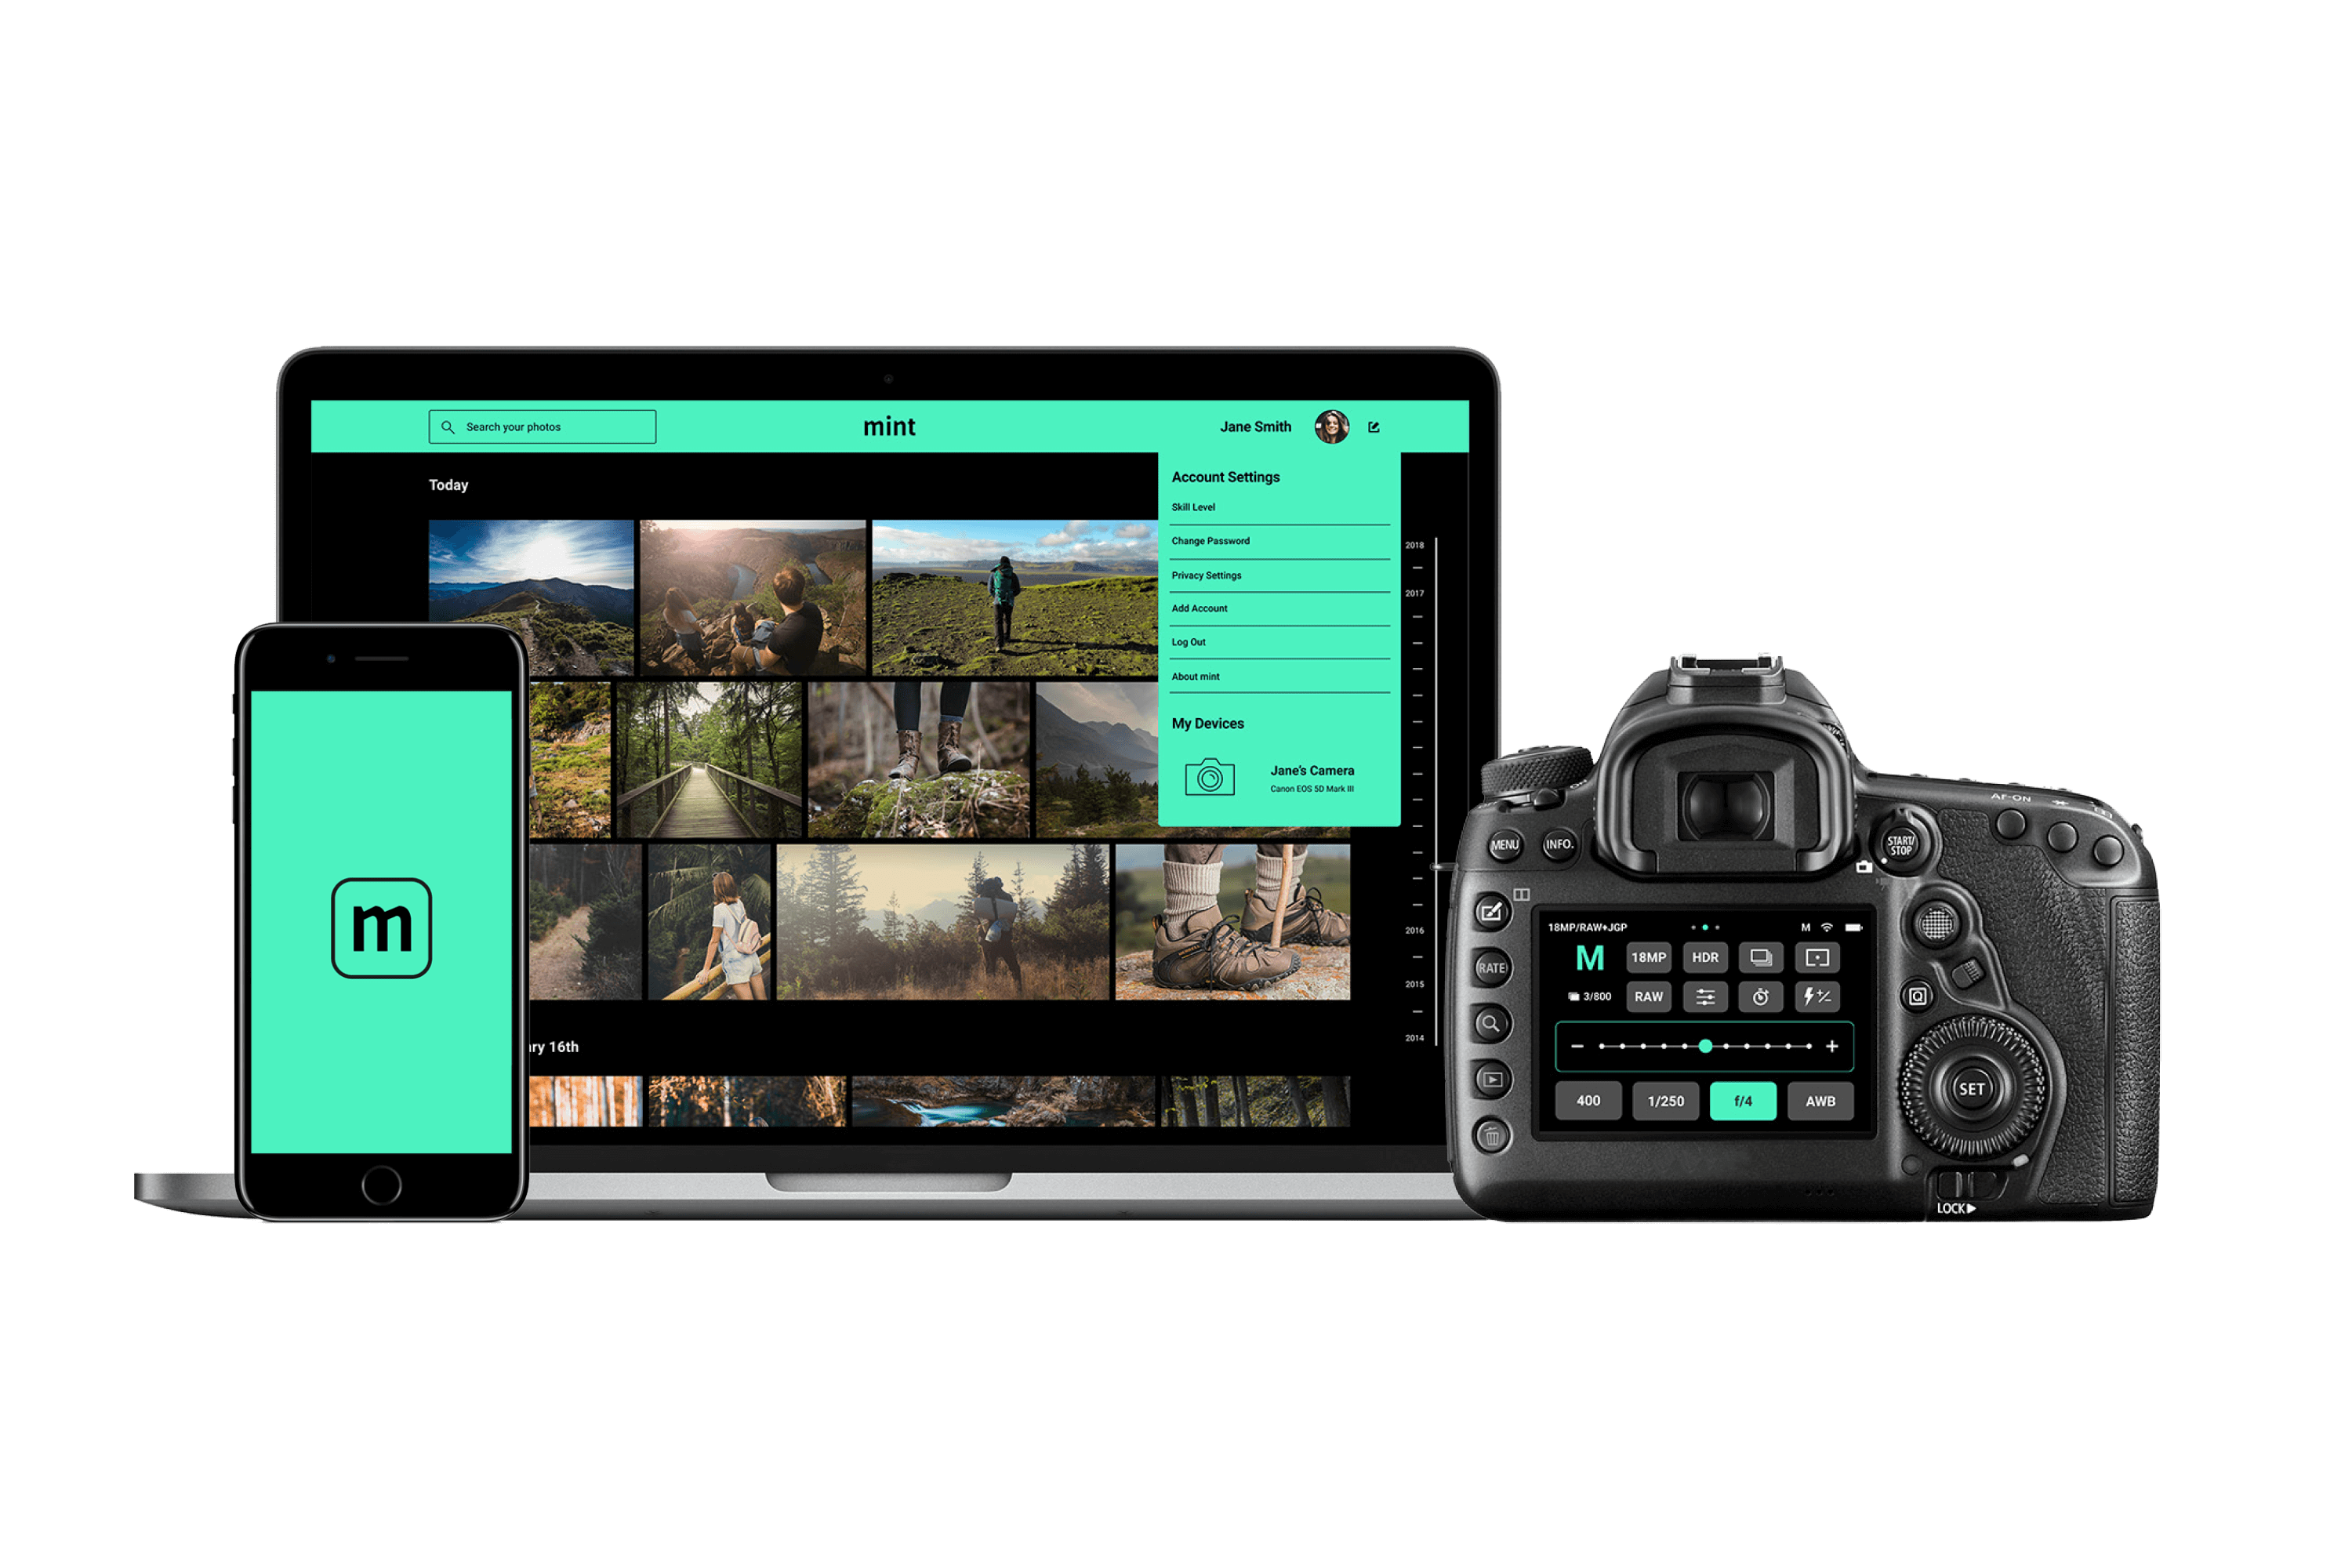 Search your photos
mint
Jane Smith
Today
Account Settings
Skill Level
Change Password
Privacy Settings
Add Account
Log Out
About mint
My Devices
Jane's Camera
Canon EOS 5D Mark III
2018
2017
2016
2015
2014
ary 16th
m
MENU
INFO.
AF-ON
START/
STOP
RATE
Q
SET
LOCK
18MP/RAW+JGP
M
M
18MP
HDR
3/800
RAW
− +
400
1/250
f/4
AWB